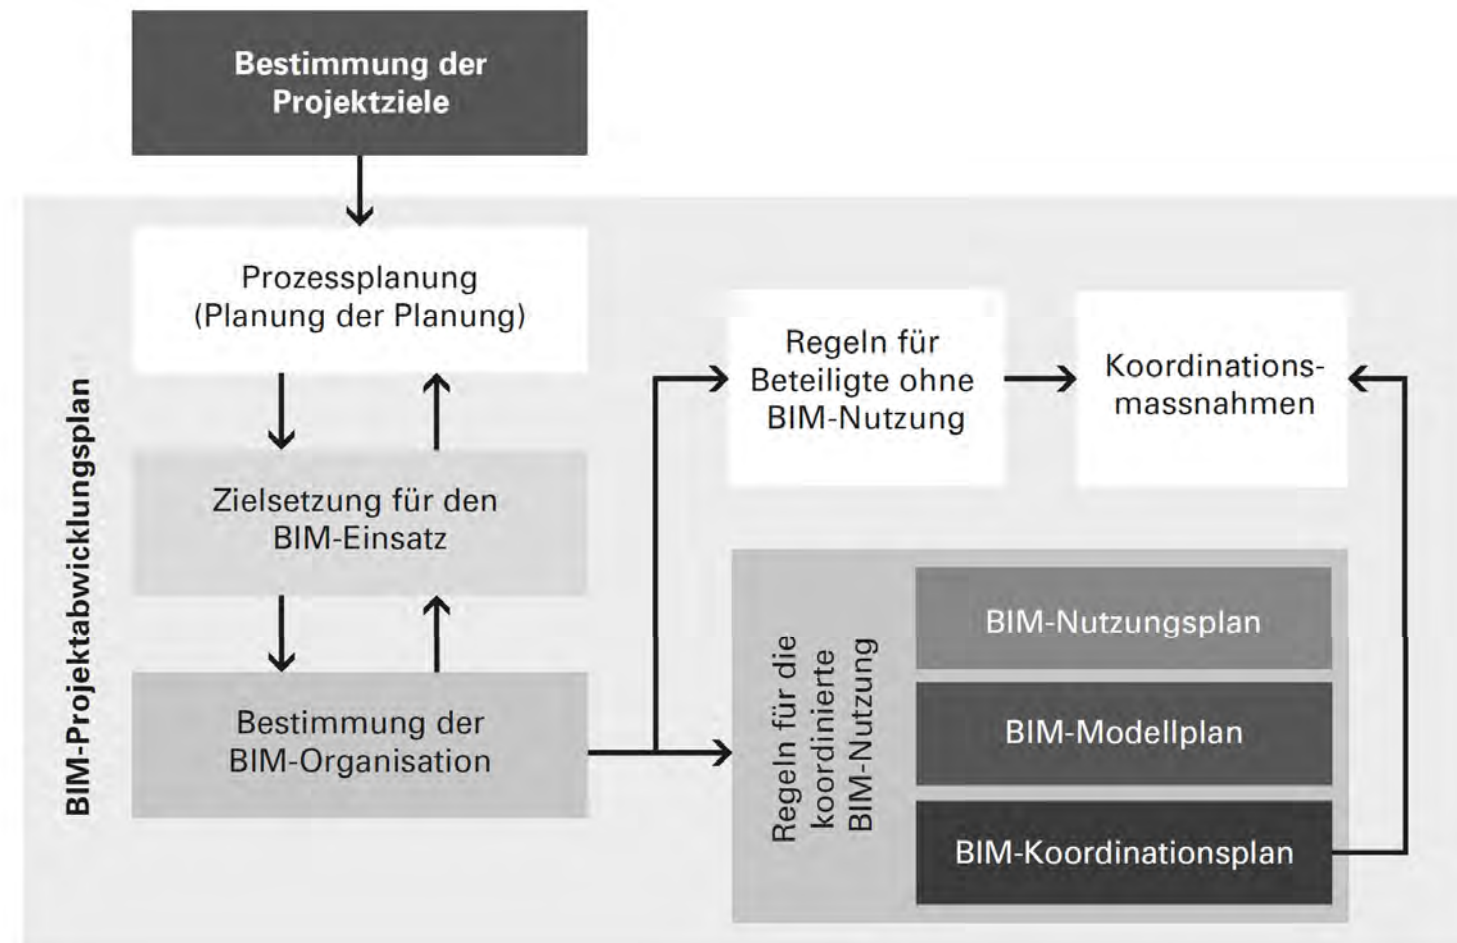 Bestimmung der
Projektziele
BIM-Projektabwicklungsplan
Prozessplanung
(Planung der Planung)
Zielsetzung für den
BIM-Einsatz
Bestimmung der
BIM-Organisation
Regeln für
Beteiligte ohne
BIM-Nutzung
Koordinations-
massnahmen
Regeln für die
koordinierte
BIM-Nutzung
BIM-Nutzungsplan
BIM-Modellplan
BIM-Koordinationsplan